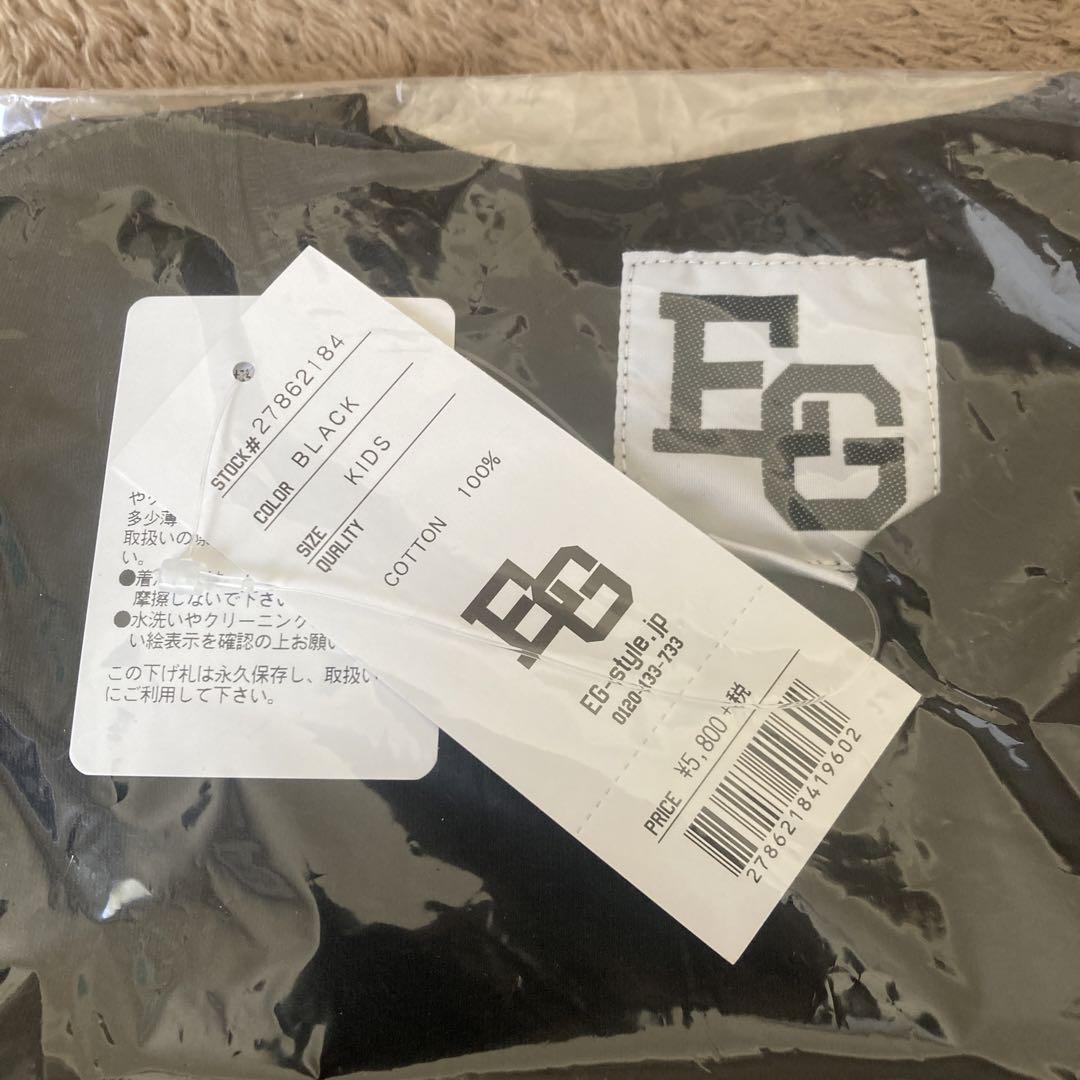 EG
STOCK# 27862184
COLOR BLACK
SIZE KIDS
QUALITY
COTTON 100%
EG
EG-style.jp
0120-133-733
PRICE ¥5,800+税
2786218419602
や
多少薄
取扱いの
い。
●着
摩擦しないで下さい
●水洗いやクリーニング
い絵表示を確認の上お願い
この下げ札は永久保存し、取扱い
にご利用して下さい。